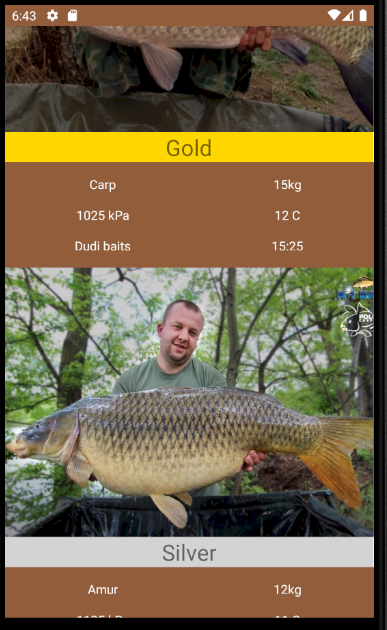 6:43
Gold
Carp 15kg
1025 kPa 12 C
Dudi baits 15:25
Silver
Amur 12kg